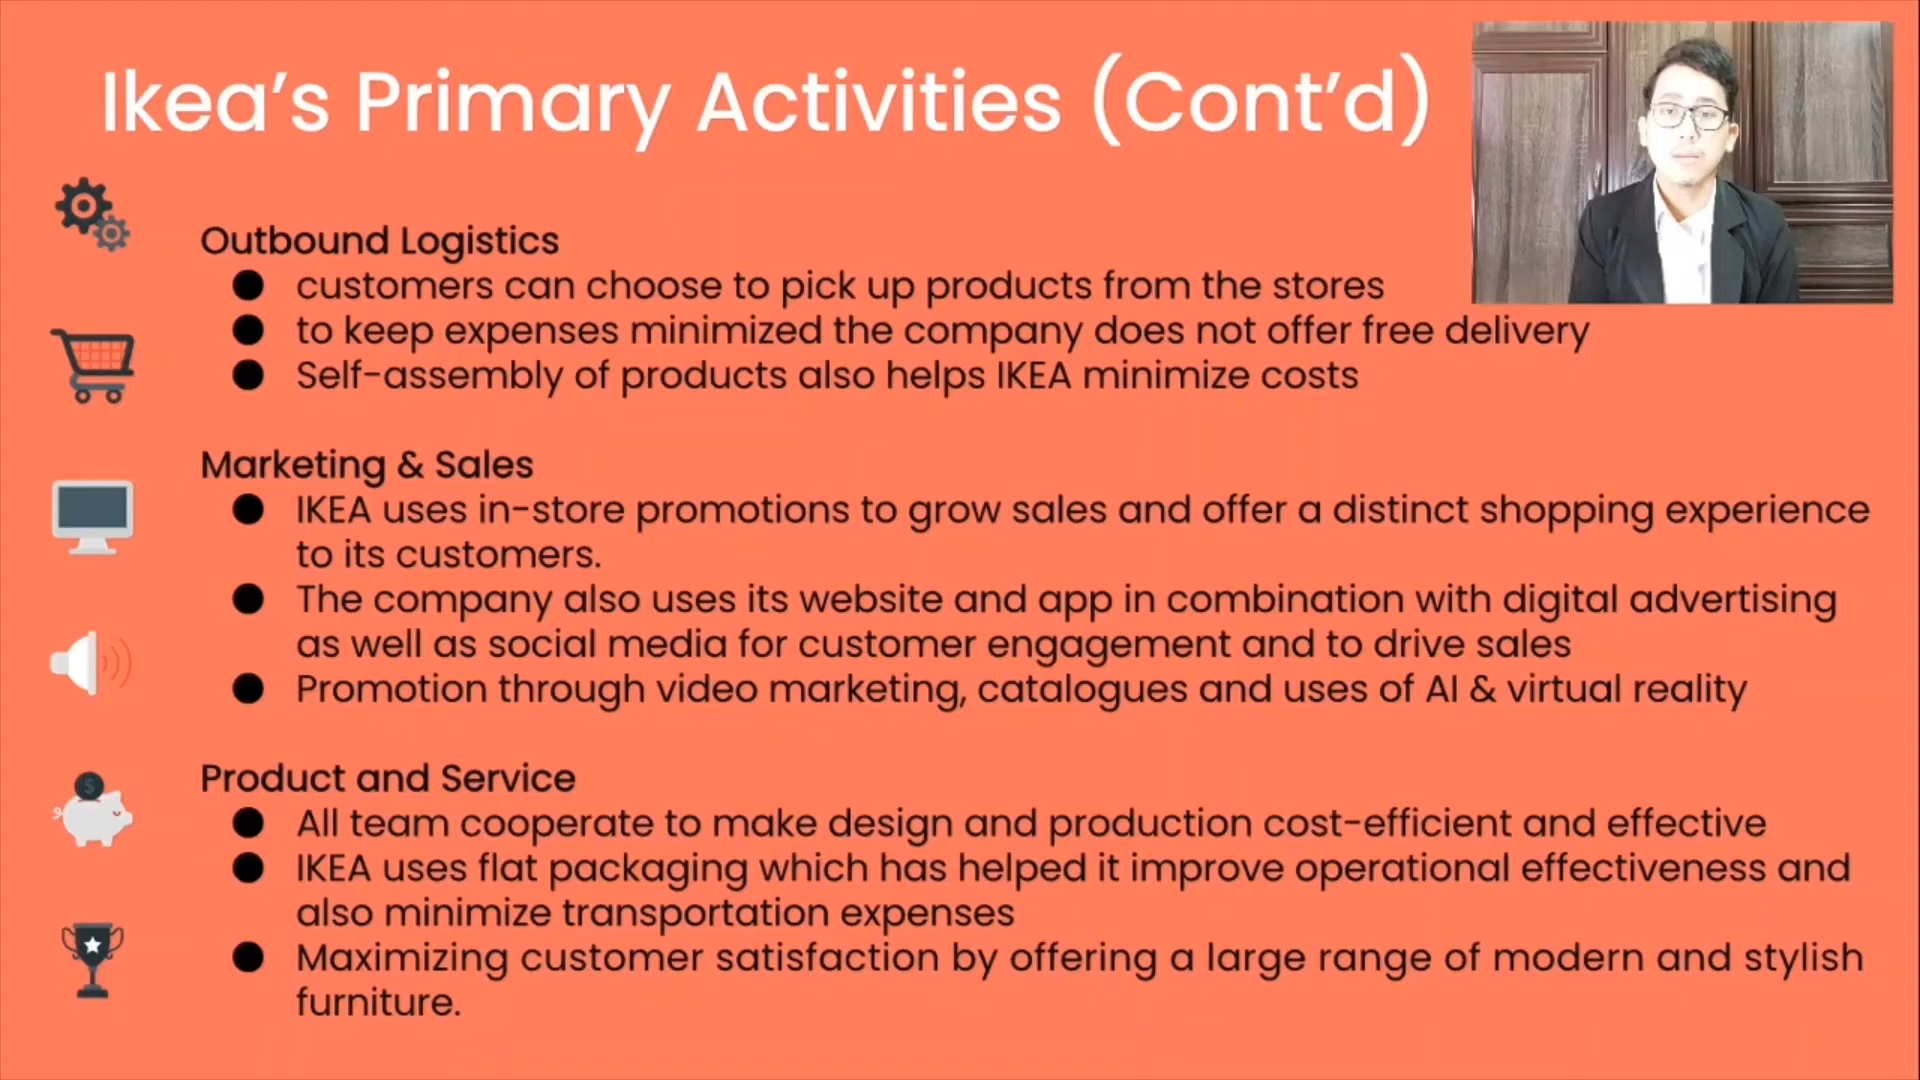 Ikea’s Primary Activities (Cont’d)
Outbound Logistics
● customers can choose to pick up products from the stores
● to keep expenses minimized the company does not offer free delivery
● Self-assembly of products also helps IKEA minimize costs
Marketing & Sales
● IKEA uses in-store promotions to grow sales and offer a distinct shopping experience
to its customers.
● The company also uses its website and app in combination with digital advertising
as well as social media for customer engagement and to drive sales
● Promotion through video marketing, catalogues and uses of AI & virtual reality
Product and Service
● All team cooperate to make design and production cost-efficient and effective
● IKEA uses flat packaging which has helped it improve operational effectiveness and
also minimize transportation expenses
● Maximizing customer satisfaction by offering a large range of modern and stylish
furniture.
$